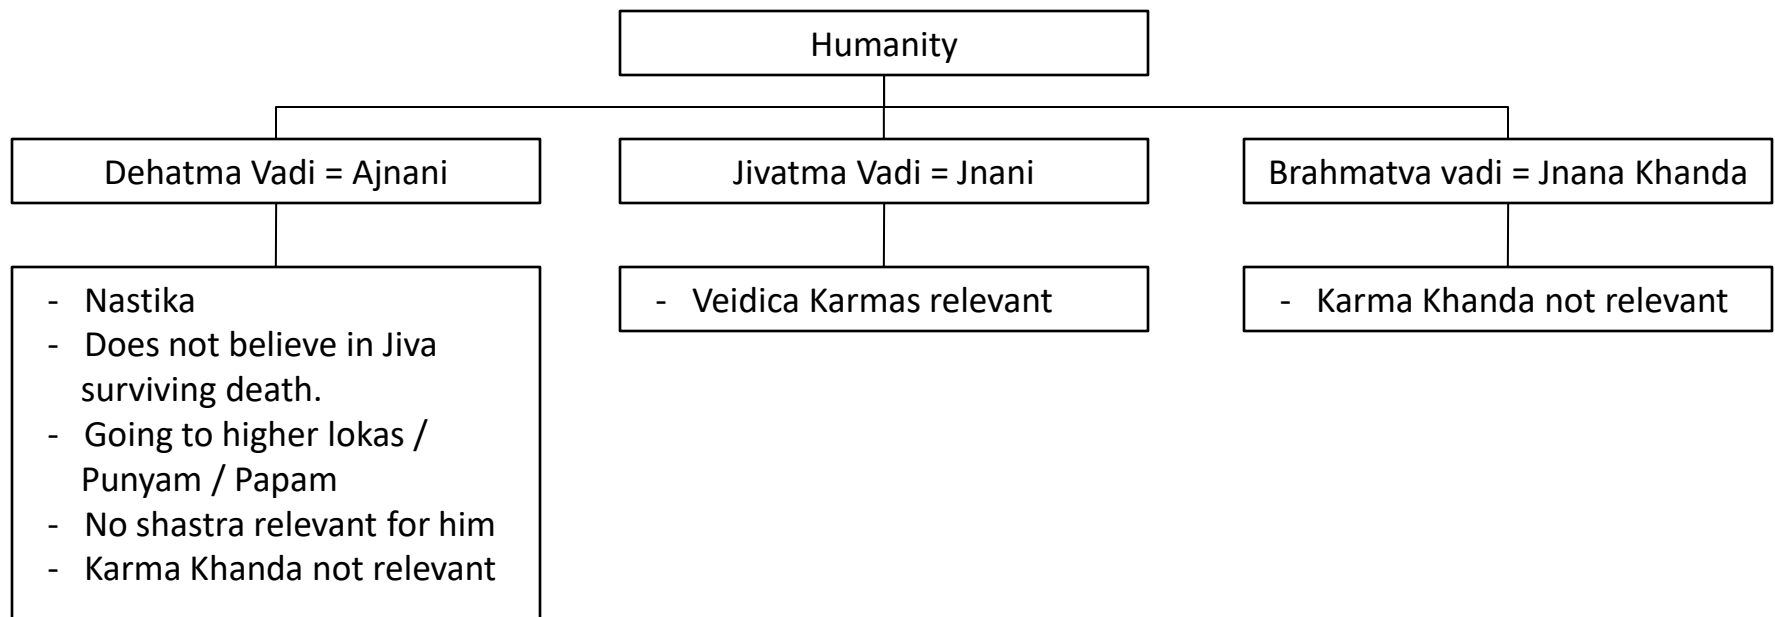 Humanity
Dehatma Vadi = Ajnani
Jivatma Vadi = Jnani
Brahmatva vadi = Jnana Khanda
- Nastika
- Does not believe in Jiva
surviving death.
- Going to higher lokas /
Punyam / Papam
- No shastra relevant for him
- Karma Khanda not relevant
- Veidica Karmas relevant
- Karma Khanda not relevant